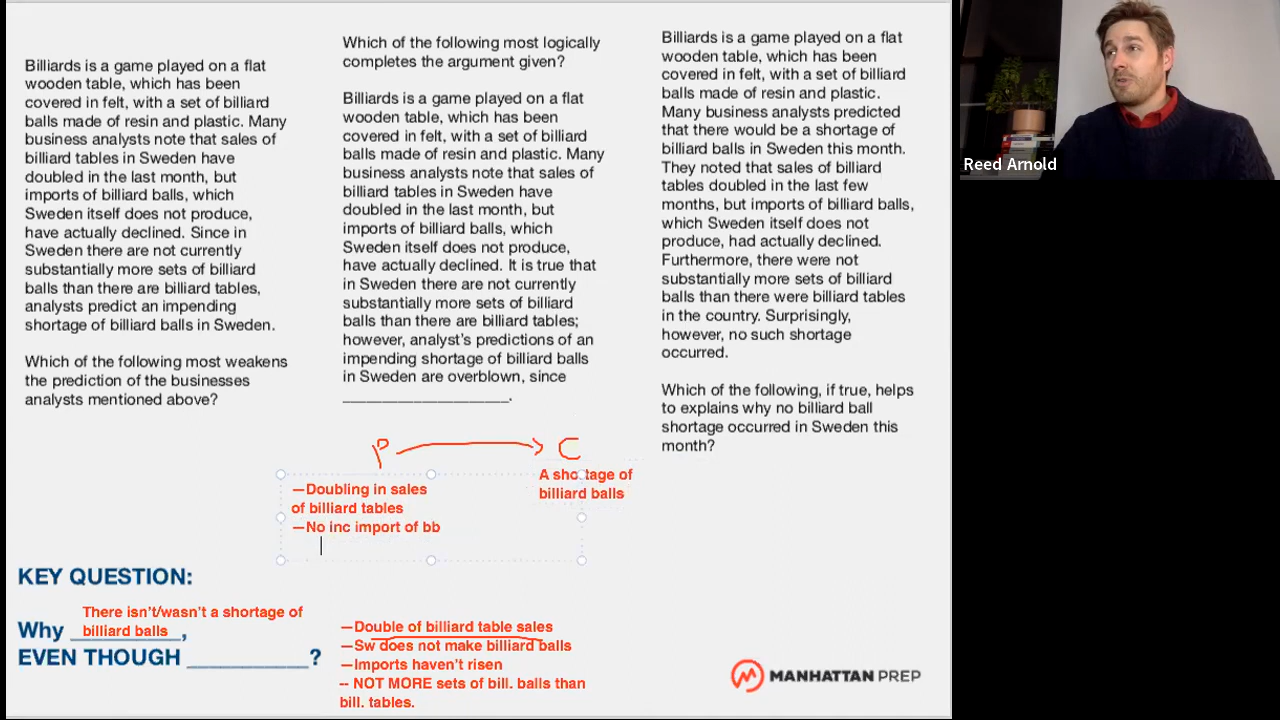 Billiards is a game played on a flat
wooden table, which has been
covered in felt, with a set of billiard
balls made of resin and plastic. Many
business analysts note that sales of
billiard tables in Sweden have
doubled in the last month, but
imports of billiard balls, which
Sweden itself does not produce,
have actually declined. Since in
Sweden there are not currently
substantially more sets of billiard
balls than there are billiard tables,
analysts predict an impending
shortage of billiard balls in Sweden.
Which of the following most weakens
the prediction of the businesses
analysts mentioned above?
Which of the following most logically
completes the argument given?
Billiards is a game played on a flat
wooden table, which has been
covered in felt, with a set of billiard
balls made of resin and plastic. Many
business analysts note that sales of
billiard tables in Sweden have
doubled in the last month, but
imports of billiard balls, which
Sweden itself does not produce,
have actually declined. It is true that
in Sweden there are not currently
substantially more sets of billiard
balls than there are billiard tables;
however, analyst's predictions of an
impending shortage of billiard balls
in Sweden are overblown, since
____________________.
Billiards is a game played on a flat
wooden table, which has been
covered in felt, with a set of billiard
balls made of resin and plastic.
Many business analysts predicted
that there would be a shortage of
billiard balls in Sweden this month.
They noted that sales of billiard
tables doubled in the last few
months, but imports of billiard balls,
which Sweden itself does not
produce, had actually declined.
Furthermore, there were not
substantially more sets of billiard
balls than there were billiard tables
in the country. Surprisingly,
however, no such shortage
occurred.
Which of the following, if true, helps
to explains why no billiard ball
shortage occurred in Sweden this
month?
P C
—Doubling in sales
of billiard tables
—No inc import of bb
A shortage of
billiard balls
KEY QUESTION:
There isn't/wasn't a shortage of
billiard balls
Why _________,
EVEN THOUGH __________?
—Double of billiard table sales
—Sw does not make billiard balls
—Imports haven't risen
-- NOT MORE sets of bill. balls than
bill. tables.
MANHATTAN PREP
Reed Arnold